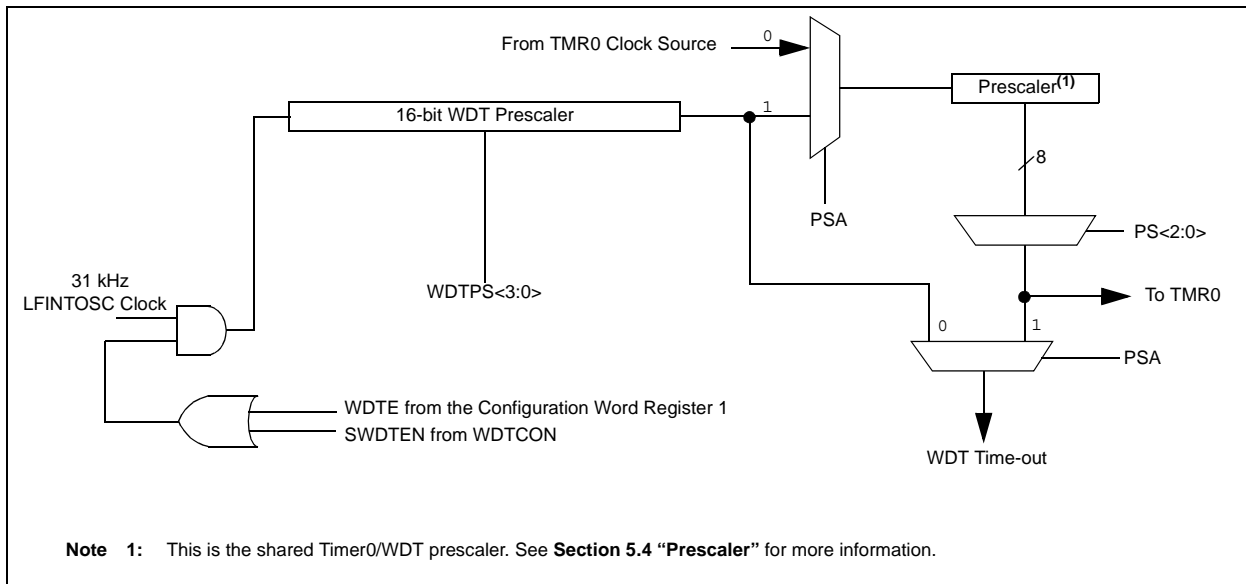 From TMR0 Clock Source
0
Prescaler(1)
16-bit WDT Prescaler
1
8
PSA
PS<2:0>
31 kHz
LFINTOSC Clock
WDTPS<3:0>
To TMR0
0
1
PSA
WDTE from the Configuration Word Register 1
SWDTEN from WDTCON
WDT Time-out
Note 1: This is the shared Timer0/WDT prescaler. See Section 5.4 “Prescaler” for more information.